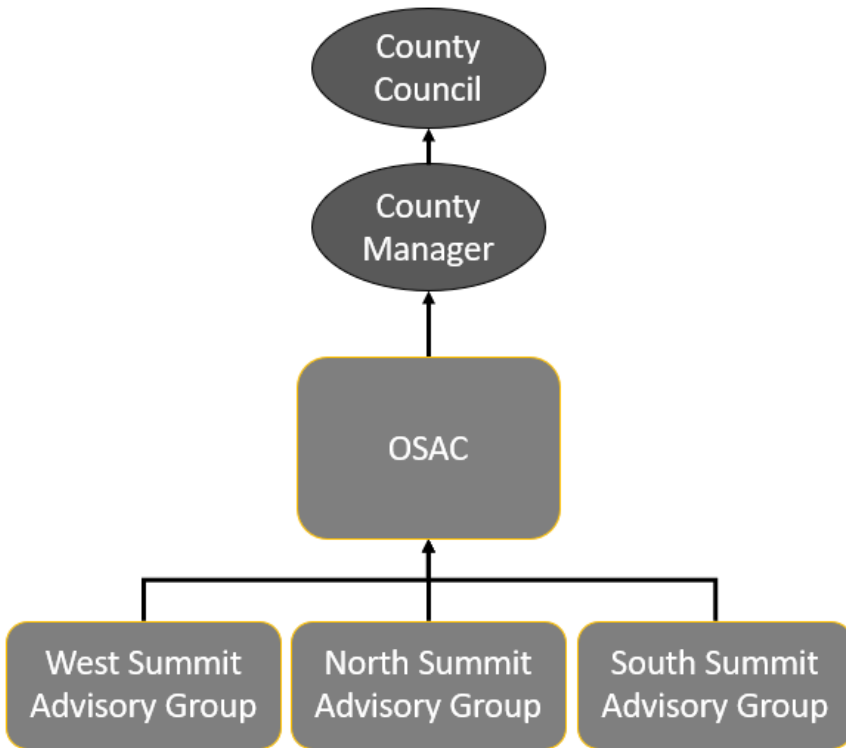 County
Council
County
Manager
OSAC
West Summit
Advisory Group
North Summit
Advisory Group
South Summit
Advisory Group